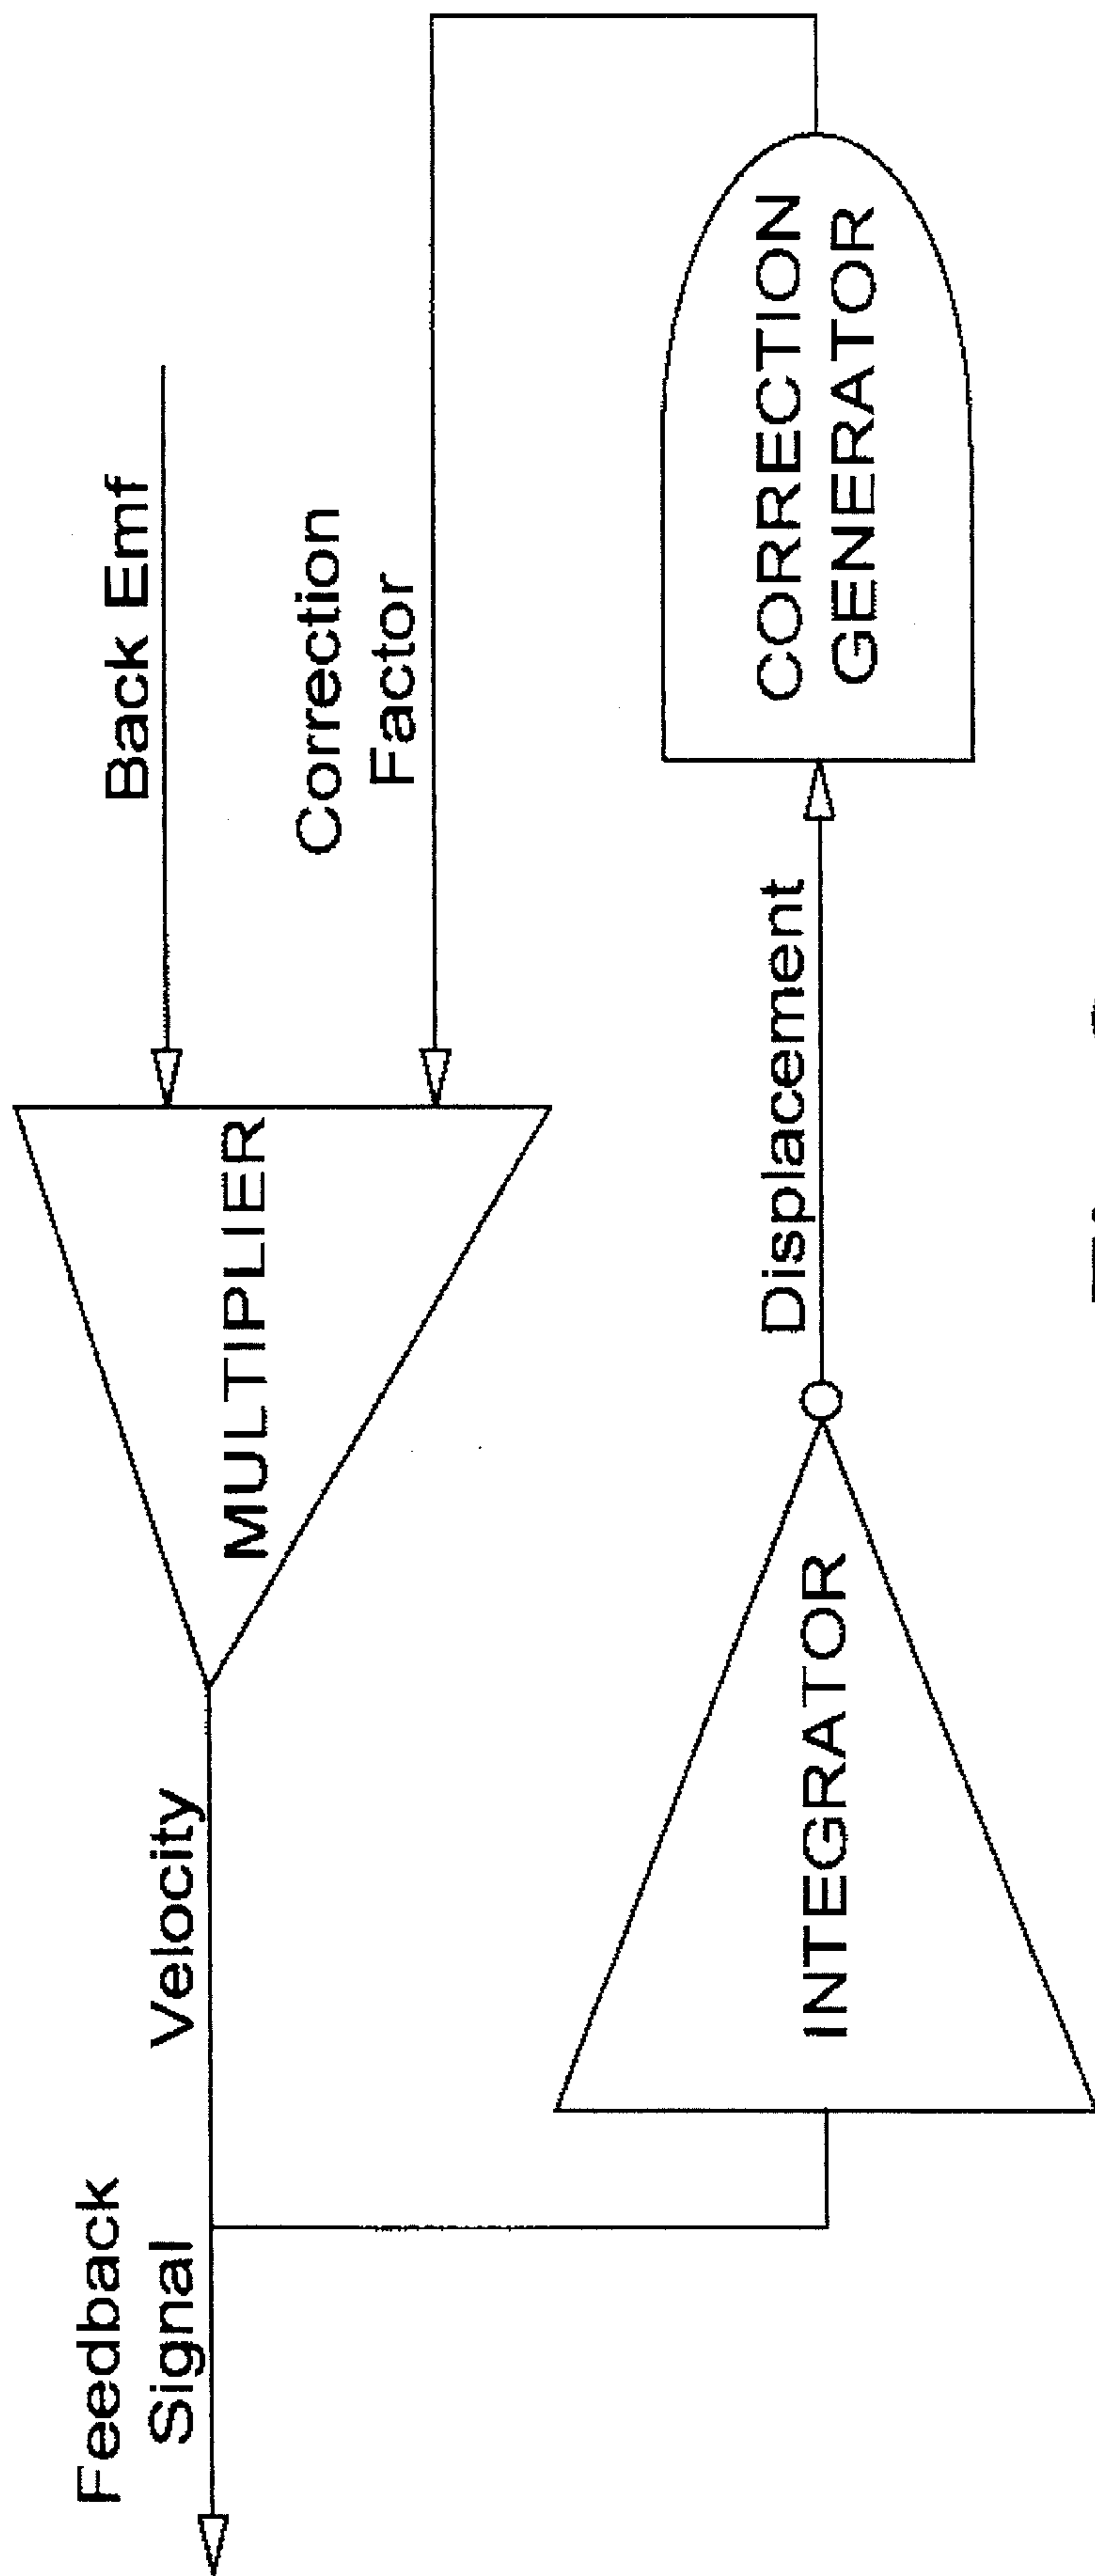 Feedback
Signal
Velocity
MULTIPLIER
Back Emf
Correction
Factor
INTEGRATOR
Displacement
CORRECTION
GENERATOR